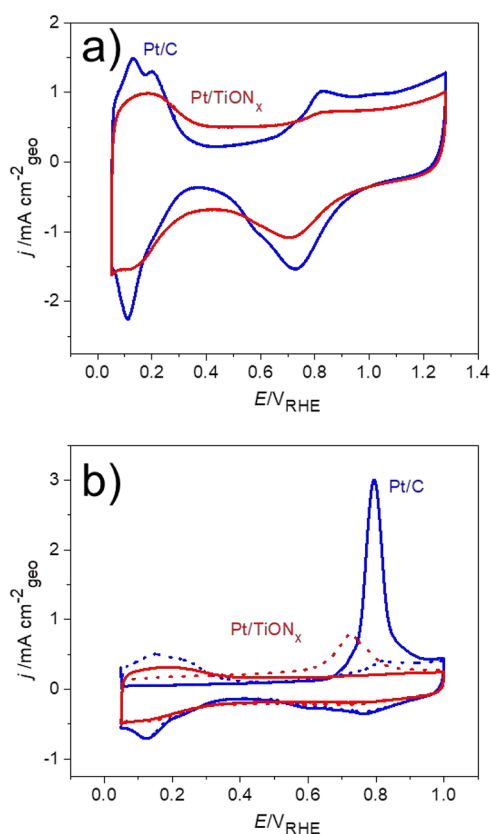 a)
Pt/C
Pt/TiONₓ
2
1
0
-1
-2
j /mA cm⁻²geo
0.0 0.2 0.4 0.6 0.8 1.0 1.2 1.4
E/VRHE
b)
Pt/C
Pt/TiONₓ
3
2
1
0
-1
j /mA cm⁻²geo
0.0 0.2 0.4 0.6 0.8 1.0
E/VRHE